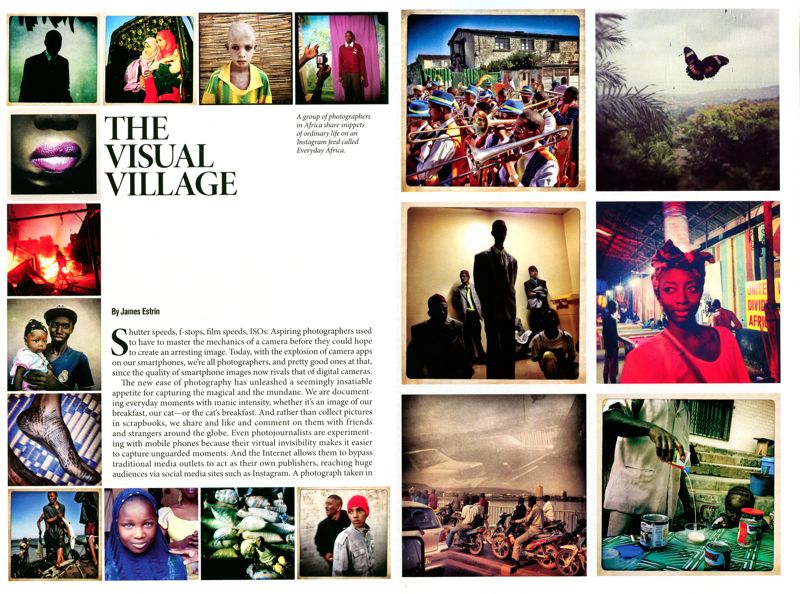 THE
VISUAL
VILLAGE
A group of photographers
in Africa share snippets
of ordinary life on an
Instagram feed called
Everyday Africa.
By James Estrin
Shutter speeds, f-stops, film speeds, ISOs: Aspiring photographers used
to have to master the mechanics of a camera before they could hope
to create an arresting image. Today, with the explosion of camera apps
on our smartphones, we're all photographers, and pretty good ones at that,
since the quality of smartphone images now rivals that of digital cameras.
The new ease of photography has unleashed a seemingly insatiable
appetite for capturing the magical and the mundane. We are document-
ing everyday moments with manic intensity, whether it's an image of our
breakfast, our cat—or the cat's breakfast. And rather than collect pictures
in scrapbooks, we share and like and comment on them with friends
and strangers around the globe. Even photojournalists are experiment-
ing with mobile phones because their virtual invisibility makes it easier
to capture unguarded moments. And the Internet allows them to bypass
traditional media outlets to act as their own publishers, reaching huge
audiences via social media sites such as Instagram. A photograph taken in
UNITED
DIVID
AFRIC